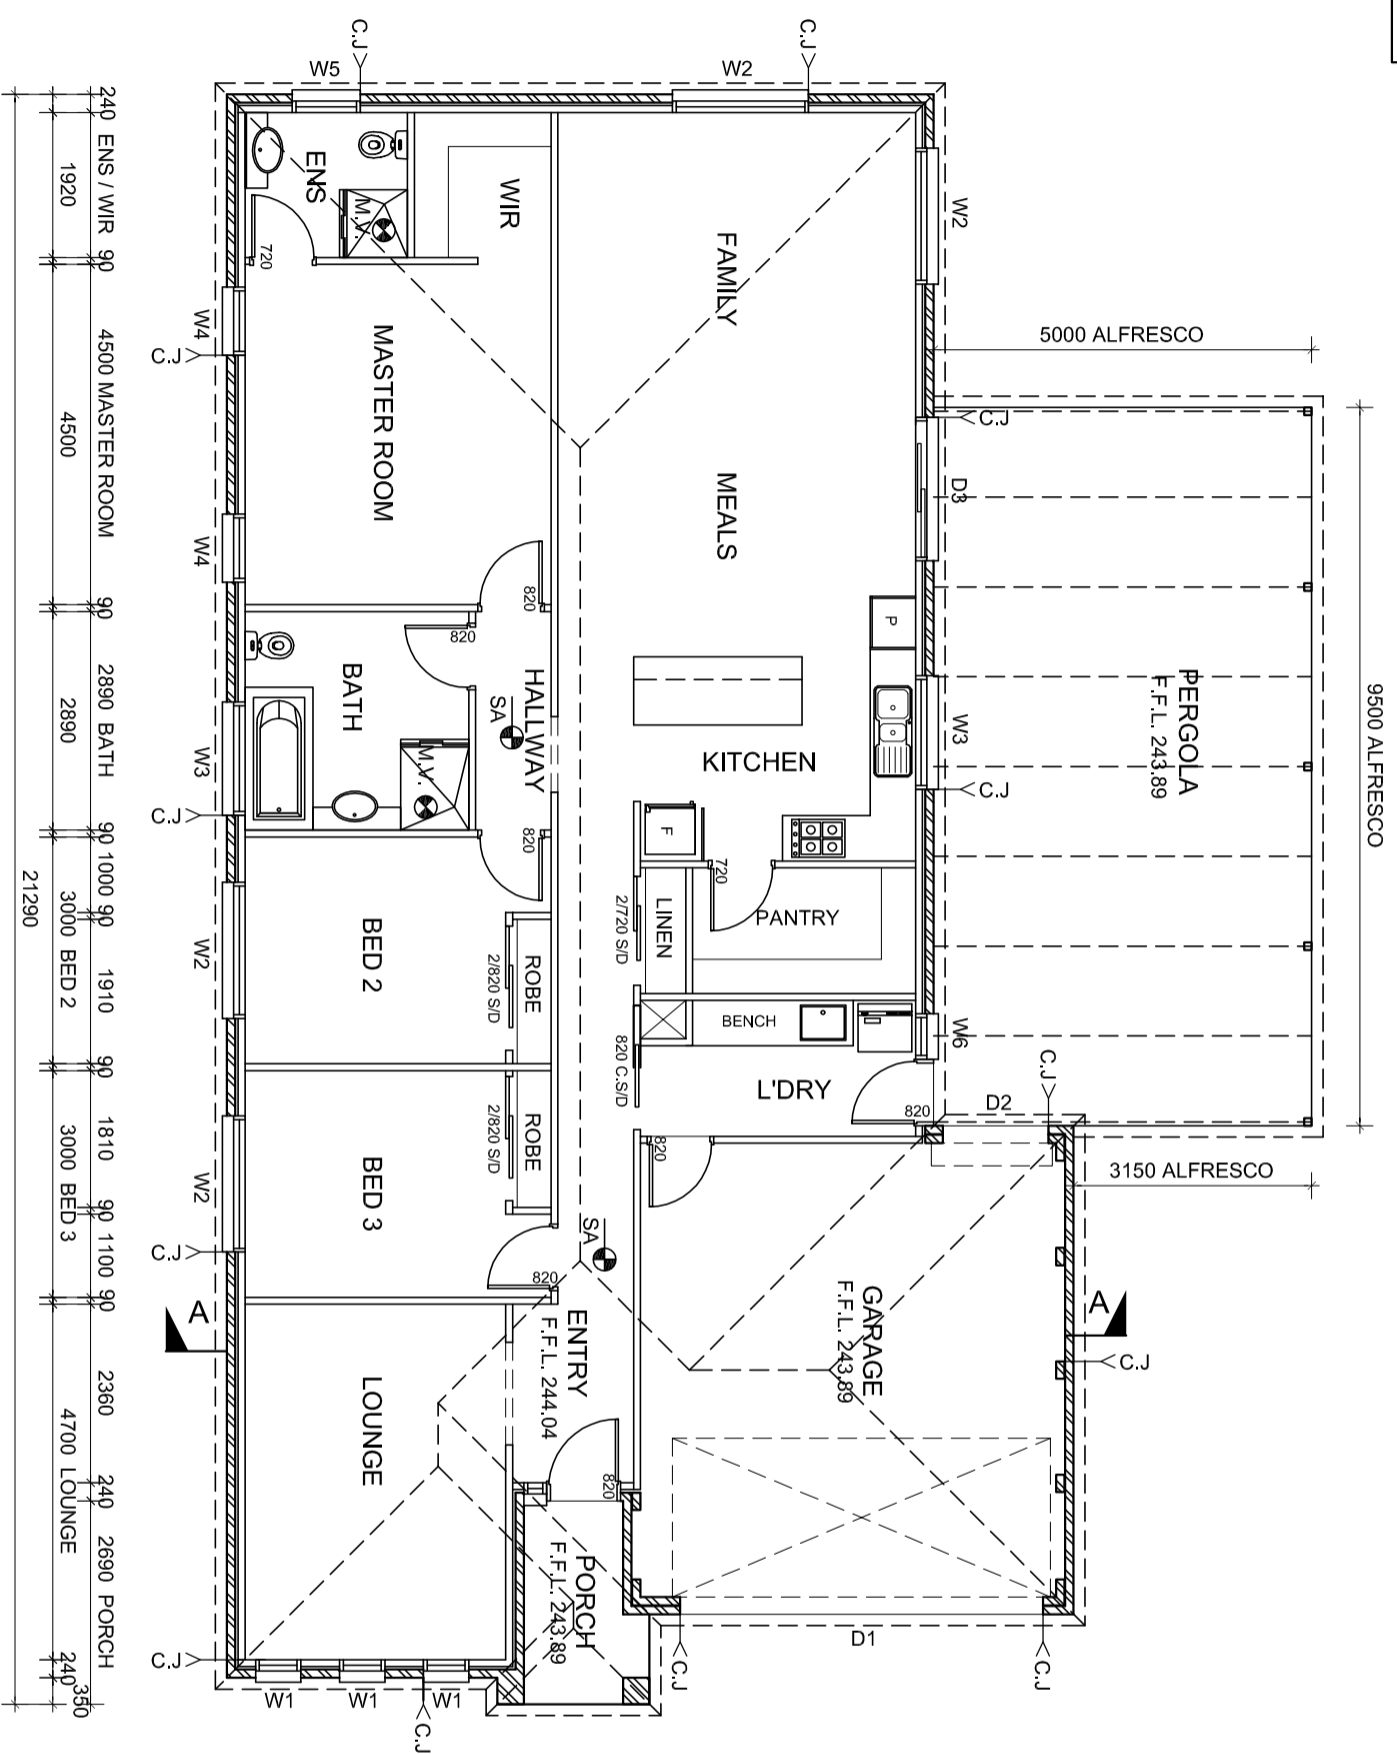 C.J
C.J
W5
W2
W2
5000 ALFRESCO
9500 ALFRESCO
240 ENS / WIR 90 4500 MASTER ROOM 90 2890 BATH 90 1000 90 1910 90 1810 90 1100 90 2360 240 2690 PORCH 240 350
1920 4500 2890 3000 BED 2 3000 BED 3 4700 LOUNGE
21290
ENS
M.V.
720
WIR
FAMILY
MASTER ROOM
MEALS
W4
C.J
W4
820
C.J
D3
P
PERGOLA
F.F.L. 243.89
W3
C.J
KITCHEN
820
HALLWAY
SA
BATH
M.V.
W3
C.J
820
F
720
PANTRY
LINEN
2/720 S/D
BED 2
ROBE
2/820 S/D
W2
BENCH
820 C.S/D
W6
L'DRY
820
C.J
D2
820
3150 ALFRESCO
BED 3
ROBE
2/820 S/D
W2
C.J
SA
820
A
A
ENTRY
F.F.L. 244.04
GARAGE
F.F.L. 243.89
C.J
LOUNGE
820
PORCH
F.F.L. 243.89
D1
C.J
C.J
C.J
W1
W1
W1
C.J